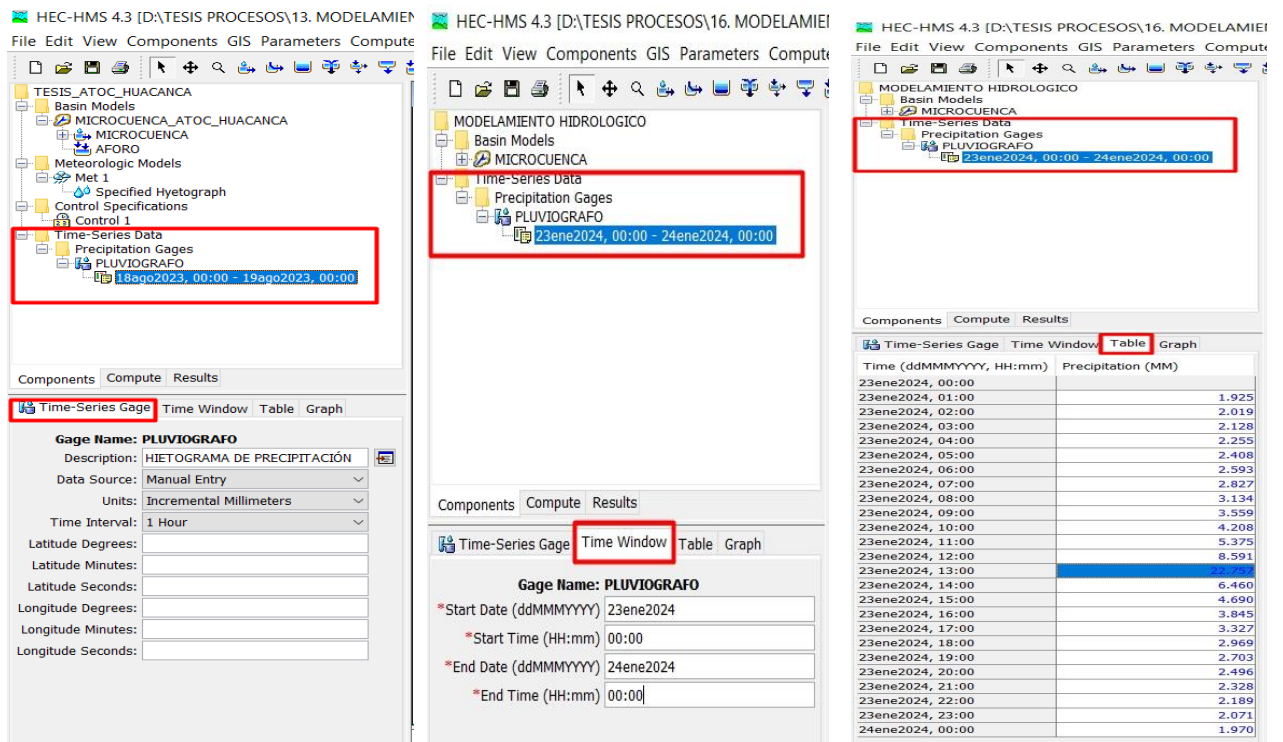 HEC-HMS 4.3 [D:\TESIS PROCESOS\13. MODELAMIEN
File Edit View Components GIS Parameters Compute
TESIS_ATOC_HUACANCA
Basin Models
MICROCUENCA_ATOC_HUACANCA
MICROCUENCA
AFORO
Meteorologic Models
Met 1
Specified Hyetograph
Control Specifications
Control 1
Time-Series Data
Precipitation Gages
PLUVIOGRAFO
18ago2023, 00:00 - 19ago2023, 00:00
Components Compute Results
Time-Series Gage Time Window Table Graph
Gage Name: PLUVIOGRAFO
Description: HIETOGRAMA DE PRECIPITACIÓN
Data Source: Manual Entry
Units: Incremental Millimeters
Time Interval: 1 Hour
Latitude Degrees:
Latitude Minutes:
Latitude Seconds:
Longitude Degrees:
Longitude Minutes:
Longitude Seconds:
HEC-HMS 4.3 [D:\TESIS PROCESOS\16. MODELAMIE
File Edit View Components GIS Parameters Compute
MODELAMIENTO HIDROLOGICO
Basin Models
MICROCUENCA
Time-Series Data
Precipitation Gages
PLUVIOGRAFO
23ene2024, 00:00 - 24ene2024, 00:00
Components Compute Results
Time-Series Gage Time Window Table Graph
Gage Name: PLUVIOGRAFO
*Start Date (ddMMMYYYY) 23ene2024
*Start Time (HH:mm) 00:00
*End Date (ddMMMYYYY) 24ene2024
*End Time (HH:mm) 00:00
HEC-HMS 4.3 [D:\TESIS PROCESOS\16. MODELAMIE
File Edit View Components GIS Parameters Compute
MODELAMIENTO HIDROLOGICO
Basin Models
MICROCUENCA
Time-Series Data
Precipitation Gages
PLUVIOGRAFO
23ene2024, 00:00 - 24ene2024, 00:00
Components Compute Results
Time-Series Gage Time Window Table Graph
Time (ddMMMYYYY, HH:mm) Precipitation (MM)
23ene2024, 00:00
23ene2024, 01:00 1.925
23ene2024, 02:00 2.019
23ene2024, 03:00 2.128
23ene2024, 04:00 2.255
23ene2024, 05:00 2.408
23ene2024, 06:00 2.593
23ene2024, 07:00 2.827
23ene2024, 08:00 3.134
23ene2024, 09:00 3.559
23ene2024, 10:00 4.208
23ene2024, 11:00 5.375
23ene2024, 12:00 8.591
23ene2024, 13:00 22.757
23ene2024, 14:00 6.460
23ene2024, 15:00 4.690
23ene2024, 16:00 3.845
23ene2024, 17:00 3.327
23ene2024, 18:00 2.969
23ene2024, 19:00 2.703
23ene2024, 20:00 2.496
23ene2024, 21:00 2.328
23ene2024, 22:00 2.189
23ene2024, 23:00 2.071
24ene2024, 00:00 1.970